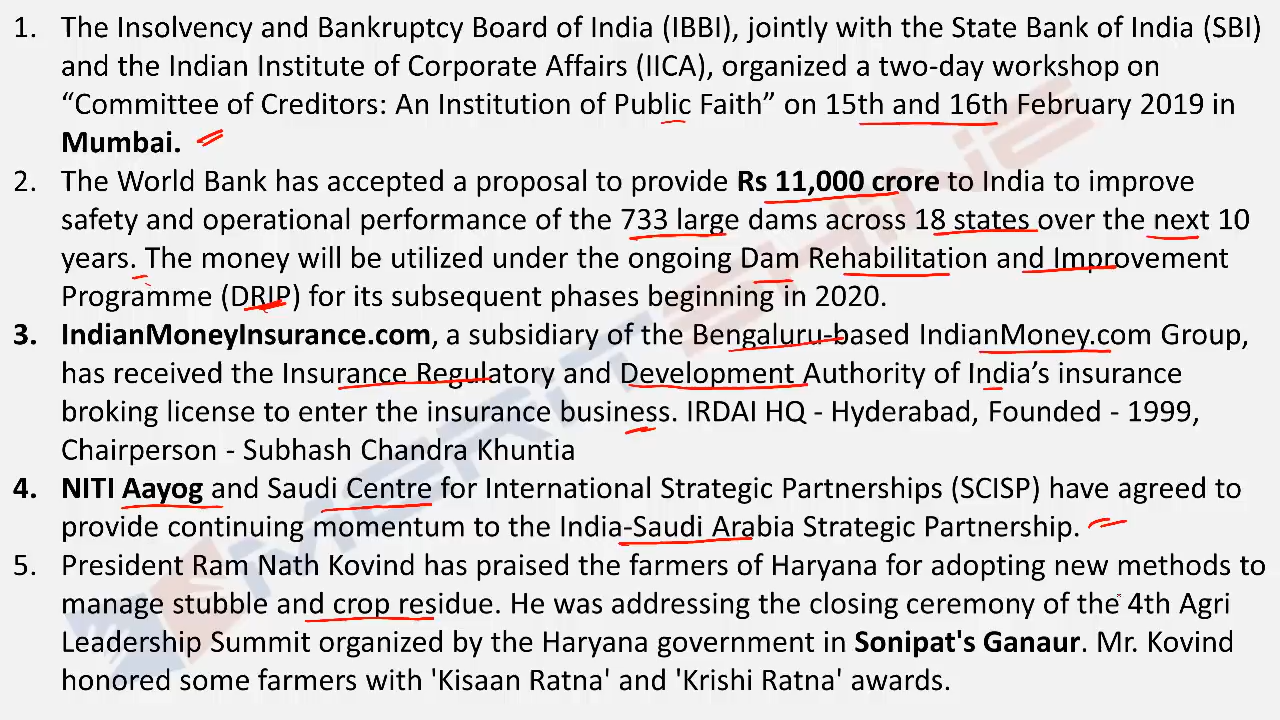 1. The Insolvency and Bankruptcy Board of India (IBBI), jointly with the State Bank of India (SBI)
and the Indian Institute of Corporate Affairs (IICA), organized a two-day workshop on
“Committee of Creditors: An Institution of Public Faith” on 15th and 16th February 2019 in
Mumbai.
2. The World Bank has accepted a proposal to provide Rs 11,000 crore to India to improve
safety and operational performance of the 733 large dams across 18 states over the next 10
years. The money will be utilized under the ongoing Dam Rehabilitation and Improvement
Programme (DRIP) for its subsequent phases beginning in 2020.
3. IndianMoneyInsurance.com, a subsidiary of the Bengaluru-based IndianMoney.com Group,
has received the Insurance Regulatory and Development Authority of India’s insurance
broking license to enter the insurance business. IRDAI HQ - Hyderabad, Founded - 1999,
Chairperson - Subhash Chandra Khuntia
4. NITI Aayog and Saudi Centre for International Strategic Partnerships (SCISP) have agreed to
provide continuing momentum to the India-Saudi Arabia Strategic Partnership.
5. President Ram Nath Kovind has praised the farmers of Haryana for adopting new methods to
manage stubble and crop residue. He was addressing the closing ceremony of the 4th Agri
Leadership Summit organized by the Haryana government in Sonipat's Ganaur. Mr. Kovind
honored some farmers with 'Kisaan Ratna' and 'Krishi Ratna' awards.
MERITSHINE